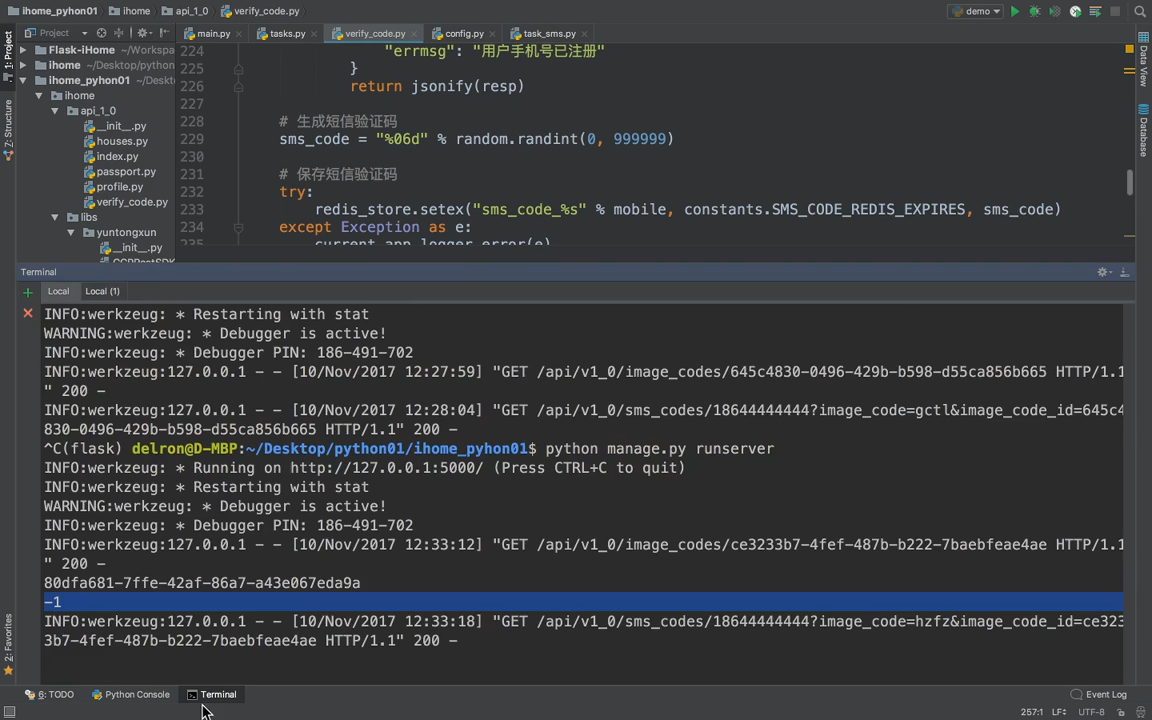 ihome_pyhon01 ihome api_1_0 verify_code.py demo
1: Project
Project main.py tasks.py verify_code.py config.py task_sms.py
Flask-iHome ~/Workspa
ihome ~/Desktop/python
ihome_pyhon01 ~/Deskt
ihome
api_1_0
__init__.py
houses.py
index.py
passport.py
profile.py
verify_code.py
libs
yuntongxun
__init__.py
Z: Structure
2: Favorites
Data View
Database
224 "errmsg": "用户手机号已注册"
225 }
226 return jsonify(resp)
227
228 # 生成短信验证码
229 sms_code = "%06d" % random.randint(0, 999999)
230
231 # 保存短信验证码
232 try:
233 redis_store.setex("sms_code_%s" % mobile, constants.SMS_CODE_REDIS_EXPIRES, sms_code)
234 except Exception as e:
235 current_app.logger.error(e)
Terminal
Local Local (1)
INFO:werkzeug: * Restarting with stat
WARNING:werkzeug: * Debugger is active!
INFO:werkzeug: * Debugger PIN: 186-491-702
INFO:werkzeug:127.0.0.1 - - [10/Nov/2017 12:27:59] "GET /api/v1_0/image_codes/645c4830-0496-429b-b598-d55ca856b665 HTTP/1.1
" 200 -
INFO:werkzeug:127.0.0.1 - - [10/Nov/2017 12:28:04] "GET /api/v1_0/sms_codes/18644444444?image_code=gctl&image_code_id=645c4
830-0496-429b-b598-d55ca856b665 HTTP/1.1" 200 -
^C(flask) delron@D-MBP:~/Desktop/python01/ihome_pyhon01$ python manage.py runserver
INFO:werkzeug: * Running on http://127.0.0.1:5000/ (Press CTRL+C to quit)
INFO:werkzeug: * Restarting with stat
WARNING:werkzeug: * Debugger is active!
INFO:werkzeug: * Debugger PIN: 186-491-702
INFO:werkzeug:127.0.0.1 - - [10/Nov/2017 12:33:12] "GET /api/v1_0/image_codes/ce3233b7-4fef-487b-b222-7baebfeae4ae HTTP/1.1
" 200 -
80dfa681-7ffe-42af-86a7-a43e067eda9a
-1
INFO:werkzeug:127.0.0.1 - - [10/Nov/2017 12:33:18] "GET /api/v1_0/sms_codes/18644444444?image_code=hzfz&image_code_id=ce323
3b7-4fef-487b-b222-7baebfeae4ae HTTP/1.1" 200 -
6: TODO Python Console Terminal Event Log
257:1 LF UTF-8